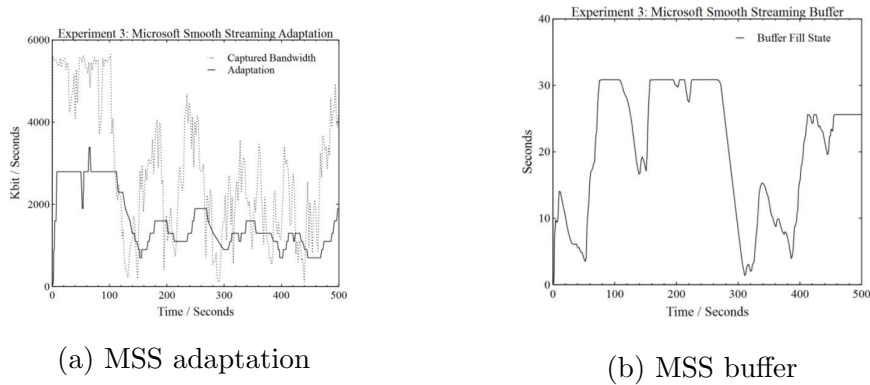 Experiment 3: Microsoft Smooth Streaming Adaptation
6000
4000
2000
0
Kbit / Seconds
Captured Bandwidth
Adaptation
0 100 200 300 400 500
Time / Seconds
(a) MSS adaptation
Experiment 3: Microsoft Smooth Streaming Buffer
40
30
20
10
0
Seconds
Buffer Fill State
0 100 200 300 400 500
Time / Seconds
(b) MSS buffer